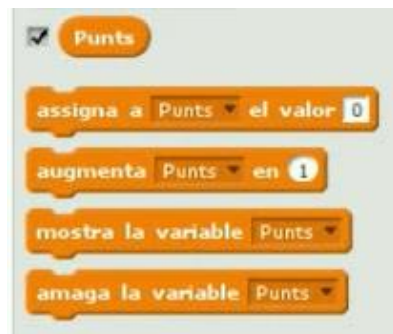 Punts
assigna a Punts el valor 0
augmenta Punts en 1
mostra la variable Punts
amaga la variable Punts